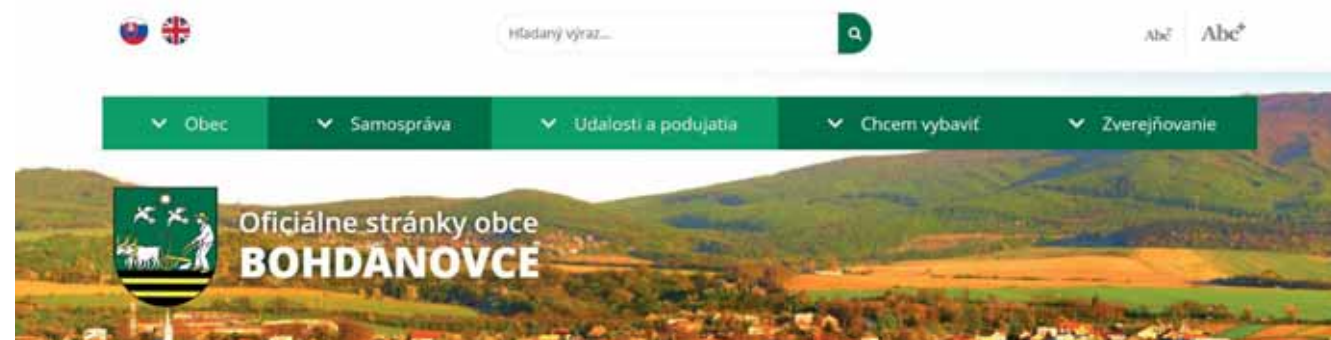 Hľadaný výraz...
Abc⁻ Abc⁺
Obec Samospráva Udalosti a podujatia Chcem vybaviť Zverejňovanie
Oficiálne stránky obce
BOHDANOVCE